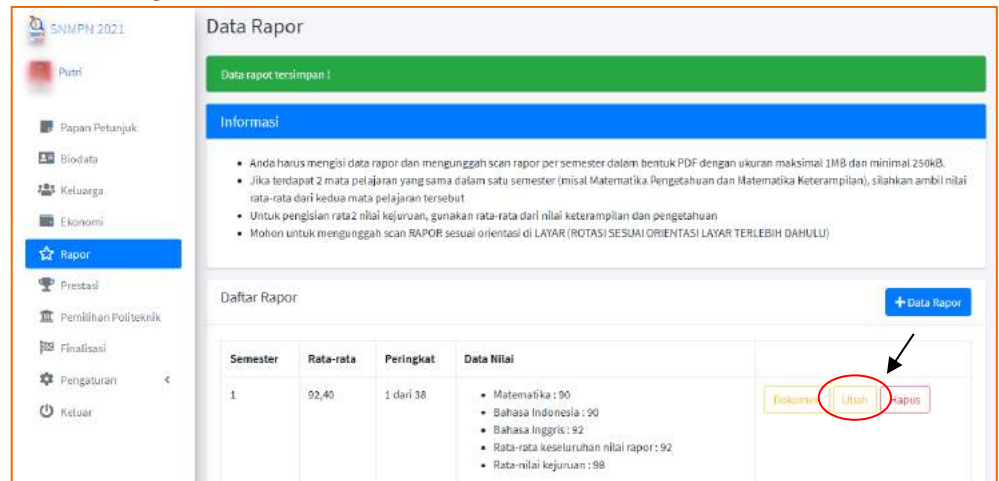 SNMPN 2021
Putri
Papan Petunjuk
Biodata
Keluarga
Ekonomi
Rapor
Prestasi
Pemilihan Politeknik
Finalisasi
Pengaturan
Keluar
Data Rapor
Data rapot tersimpan !
Informasi
Anda harus mengisi data rapor dan mengunggah scan rapor per semester dalam bentuk PDF dengan ukuran maksimal 1MB dan minimal 250kB.
Jika terdapat 2 mata pelajaran yang sama dalam satu semester (misal Matematika Pengetahuan dan Matematika Keterampilan), silahkan ambil nilai
rata-rata dari kedua mata pelajaran tersebut
Untuk pengisian rata2 nilai kejuruan, gunakan rata-rata dari nilai keterampilan dan pengetahuan
Mohon untuk mengunggah scan RAPOR sesuai orientasi di LAYAR (ROTASI SESUAI ORIENTASI LAYAR TERLEBIH DAHULU)
Daftar Rapor
+ Data Rapor
Semester Rata-rata Peringkat Data Nilai
1 92,40 1 dari 38
Matematika : 90
Bahasa Indonesia : 90
Bahasa Inggris : 92
Rata-rata keseluruhan nilai rapor : 92
Rata-nilai kejuruan : 98
Dokumen Ubah Hapus